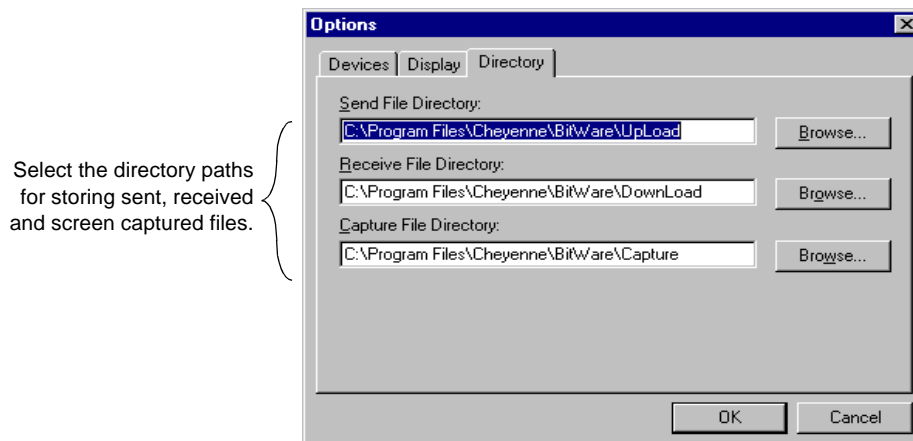 Options
Devices
Display
Directory
Send File Directory:
C:\Program Files\Cheyenne\BitWare\UpLoad
Browse...
Receive File Directory:
C:\Program Files\Cheyenne\BitWare\DownLoad
Browse...
Capture File Directory:
C:\Program Files\Cheyenne\BitWare\Capture
Browse...
OK
Cancel
Select the directory paths
for storing sent, received
and screen captured files.